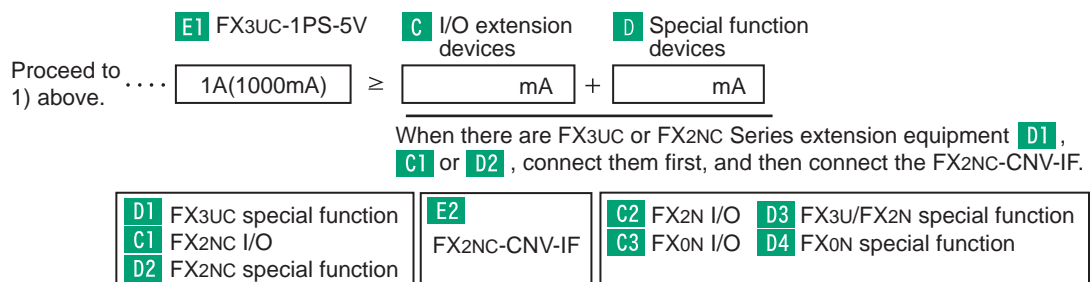 E1 FX3UC-1PS-5V
C I/O extension devices
D Special function devices
Proceed to 1) above. ···· 1A(1000mA) ≥ mA + mA
When there are FX3UC or FX2NC Series extension equipment D1 ,
C1 or D2 , connect them first, and then connect the FX2NC-CNV-IF.
D1 FX3UC special function
C1 FX2NC I/O
D2 FX2NC special function
E2
FX2NC-CNV-IF
C2 FX2N I/O D3 FX3U/FX2N special function
C3 FX0N I/O D4 FX0N special function